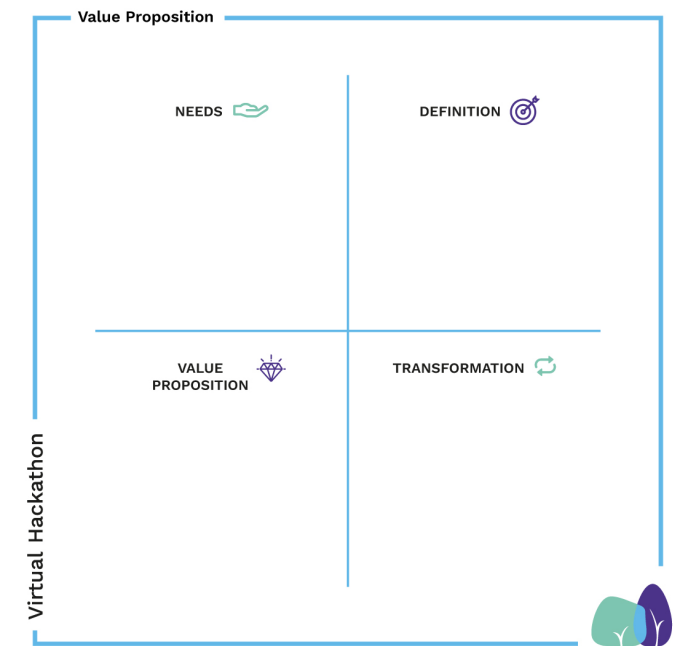 Value Proposition
NEEDS
DEFINITION
VALUE
PROPOSITION
TRANSFORMATION
Virtual Hackathon